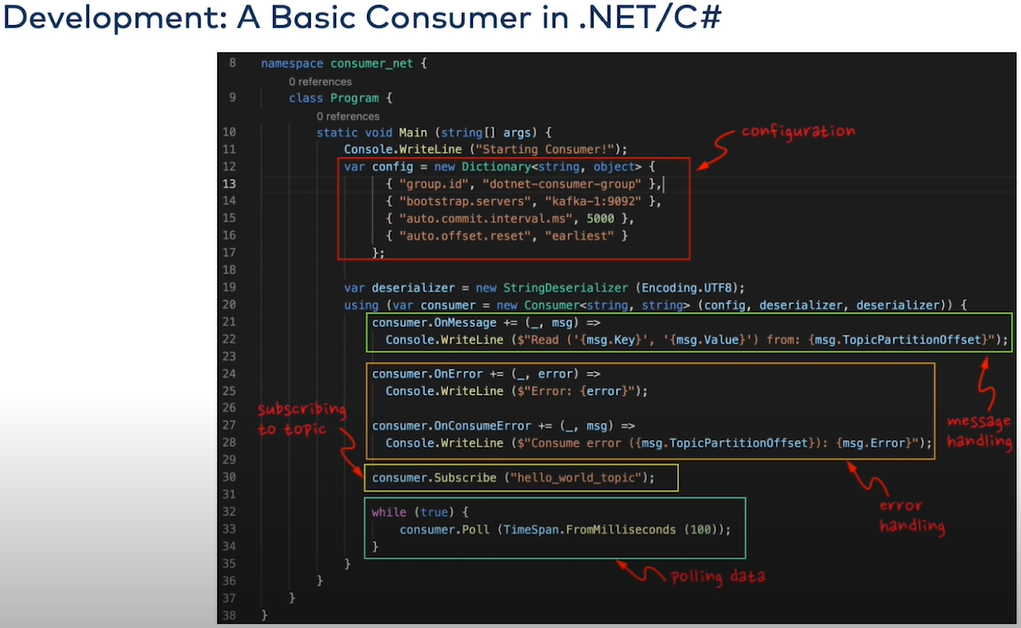 Development: A Basic Consumer in .NET/C#
8 namespace consumer_net {
0 references
9 class Program {
0 references
10 static void Main (string[] args) {
11 Console.WriteLine ("Starting Consumer!");
12 var config = new Dictionary<string, object> {
13 { "group.id", "dotnet-consumer-group" },
14 { "bootstrap.servers", "kafka-1:9092" },
15 { "auto.commit.interval.ms", 5000 },
16 { "auto.offset.reset", "earliest" }
17 };
configuration
18
19 var deserializer = new StringDeserializer (Encoding.UTF8);
20 using (var consumer = new Consumer<string, string> (config, deserializer, deserializer)) {
21 consumer.OnMessage += (_, msg) =>
22 Console.WriteLine ($"Read ('{msg.Key}', '{msg.Value}') from: {msg.TopicPartitionOffset}");
message
handling
23
24 consumer.OnError += (_, error) =>
25 Console.WriteLine ($"Error: {error}");
26
27 consumer.OnConsumeError += (_, msg) =>
28 Console.WriteLine ($"Consume error ({msg.TopicPartitionOffset}): {msg.Error}");
error
handling
29
subscribing
to topic
30 consumer.Subscribe ("hello_world_topic");
31
32 while (true) {
33 consumer.Poll (TimeSpan.FromMilliseconds (100));
34 }
polling data
35 }
36 }
37 }
38 }